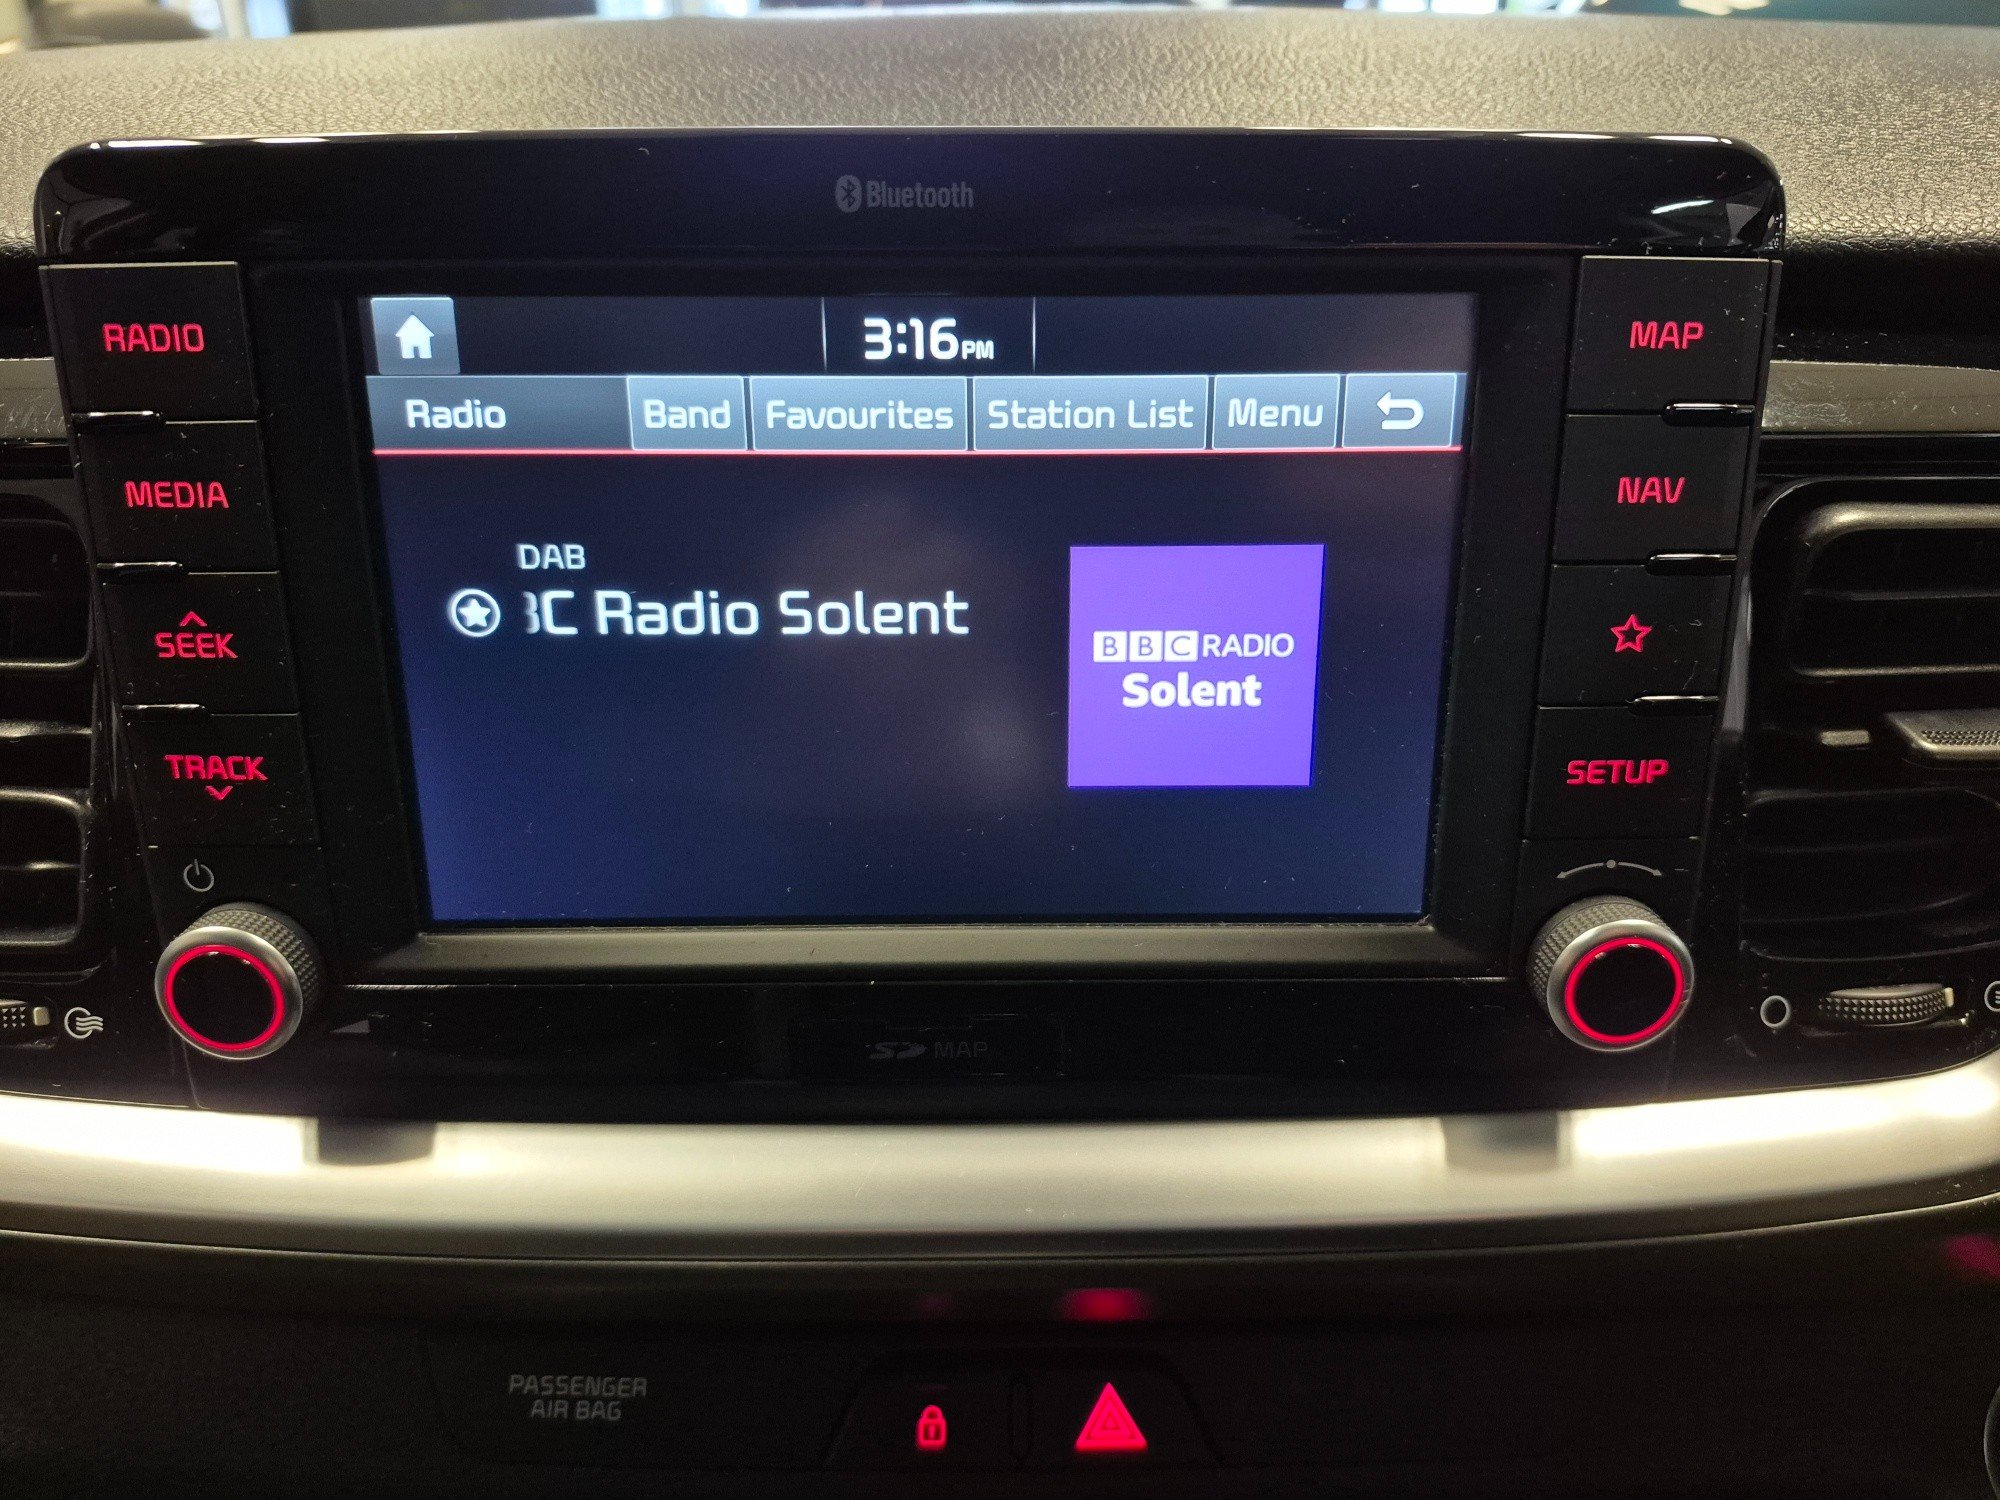 Bluetooth
RADIO
MEDIA
SEEK
TRACK
3:16PM
Radio
Band
Favourites
Station List
Menu
DAB
BC Radio Solent
BBC RADIO
Solent
MAP
NAV
SETUP
SD MAP
PASSENGER
AIR BAG